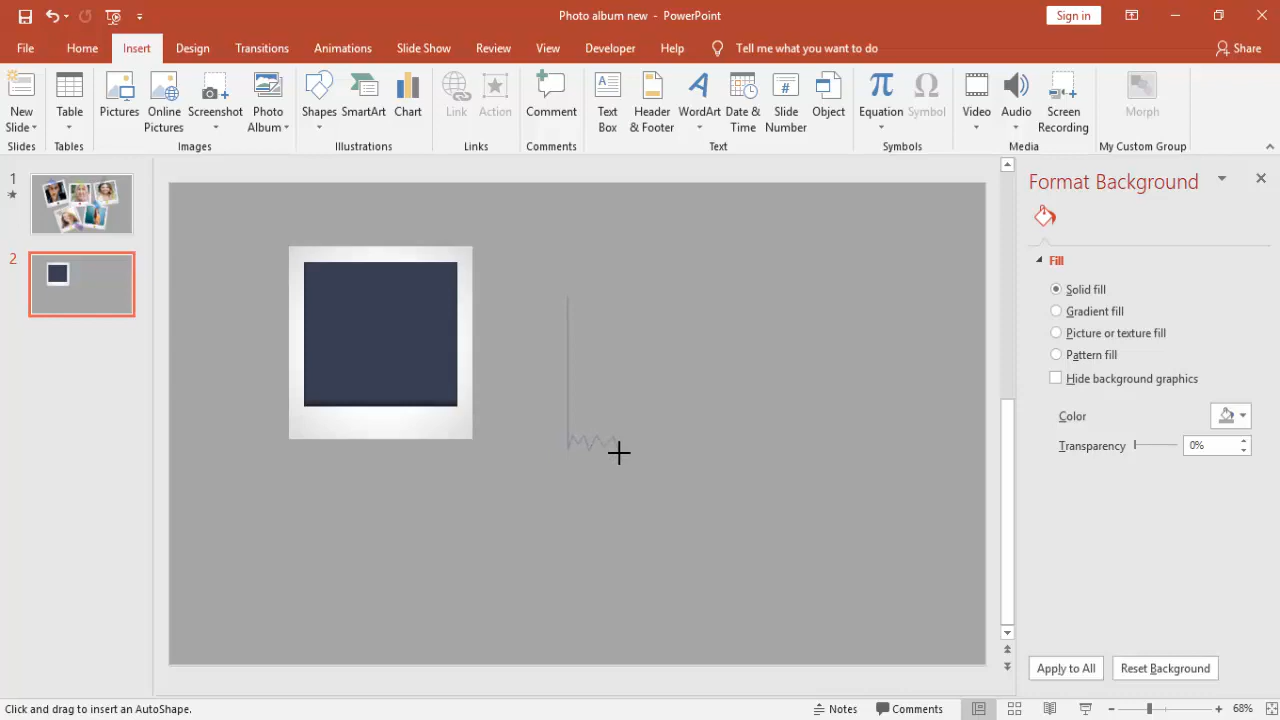 Photo album new - PowerPoint
Sign in
File Home Insert Design Transitions Animations Slide Show Review View Developer Help Tell me what you want to do Share
New Slide Table Pictures Online Pictures Screenshot Photo Album Shapes SmartArt Chart Link Action Comment Text Box Header & Footer WordArt Date & Time Slide Number Object Equation Symbol Video Audio Screen Recording Morph
Slides Tables Images Illustrations Links Comments Text Symbols Media My Custom Group
1
2
Format Background
Fill
Solid fill
Gradient fill
Picture or texture fill
Pattern fill
Hide background graphics
Color
Transparency 0%
Apply to All Reset Background
Click and drag to insert an AutoShape. Notes Comments 68%